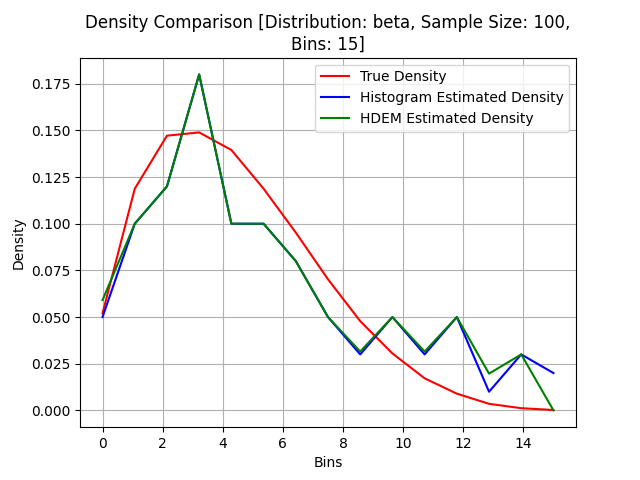 Density Comparison [Distribution: beta, Sample Size: 100,
Bins: 15]
True Density
Histogram Estimated Density
HDEM Estimated Density
Density
0.175
0.150
0.125
0.100
0.075
0.050
0.025
0.000
0 2 4 6 8 10 12 14
Bins